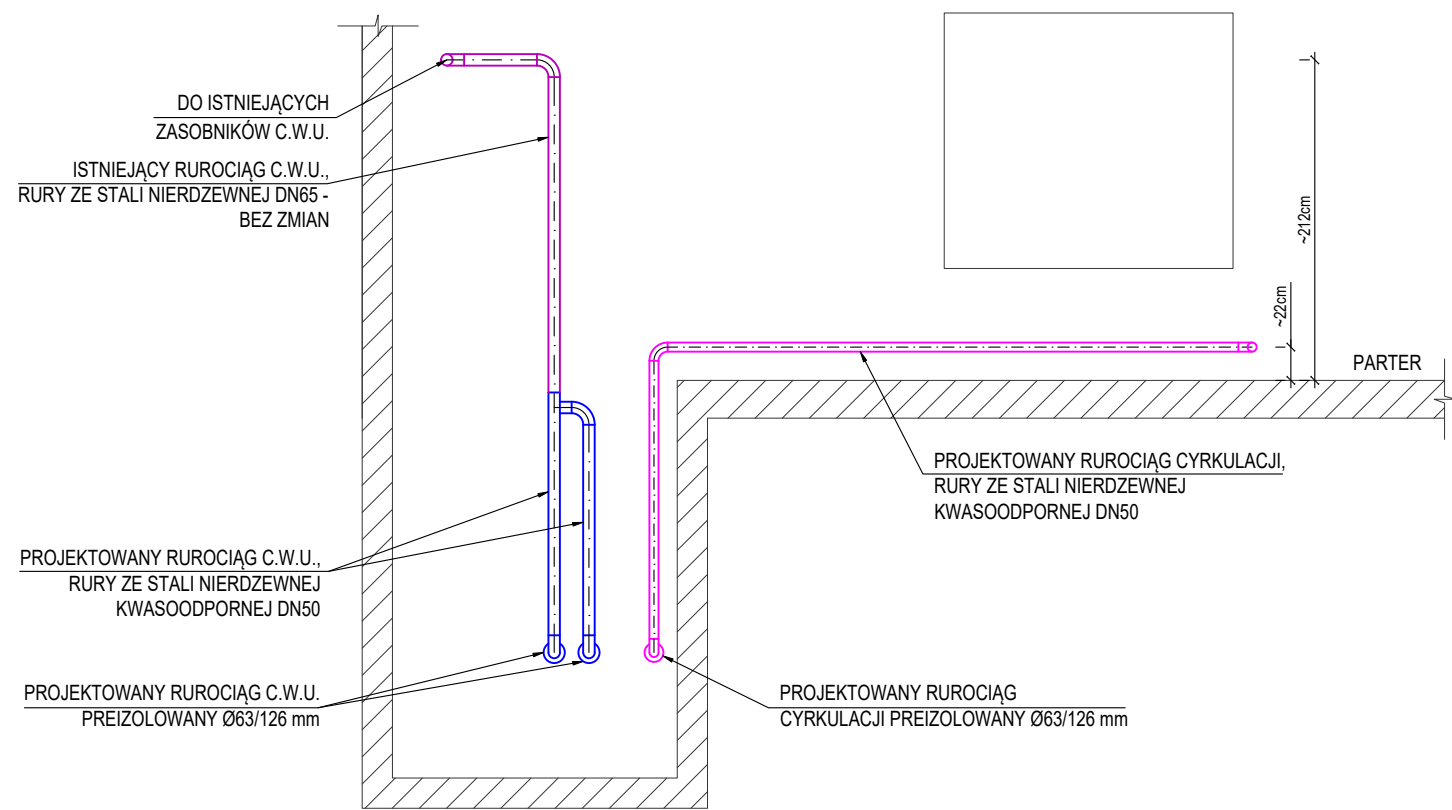 DO ISTNIEJĄCYCH
ZASOBNIKÓW C.W.U.
ISTNIEJĄCY RUROCIĄG C.W.U.,
RURY ZE STALI NIERDZEWNEJ DN65 -
BEZ ZMIAN
~212cm
~22cm
PARTER
PROJEKTOWANY RUROCIĄG CYRKULACJI,
RURY ZE STALI NIERDZEWNEJ
KWASOODPORNEJ DN50
PROJEKTOWANY RUROCIĄG C.W.U.,
RURY ZE STALI NIERDZEWNEJ
KWASOODPORNEJ DN50
PROJEKTOWANY RUROCIĄG C.W.U.
PREIZOLOWANY Ø63/126 mm
PROJEKTOWANY RUROCIĄG
CYRKULACJI PREIZOLOWANY Ø63/126 mm